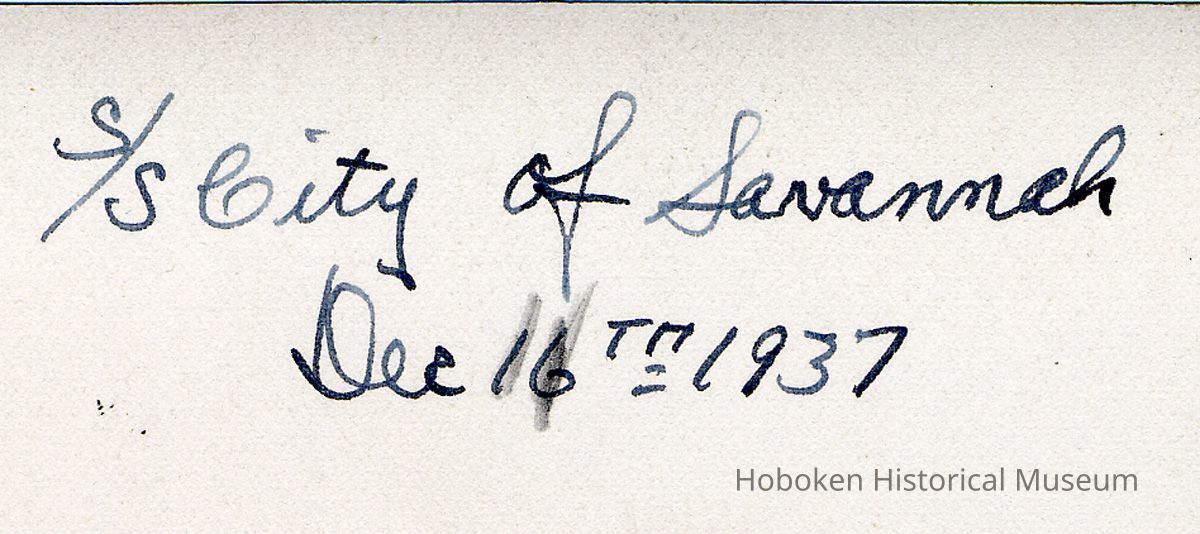 S/S City of Savannah
Dec 16TH 1937
Hoboken Historical Museum